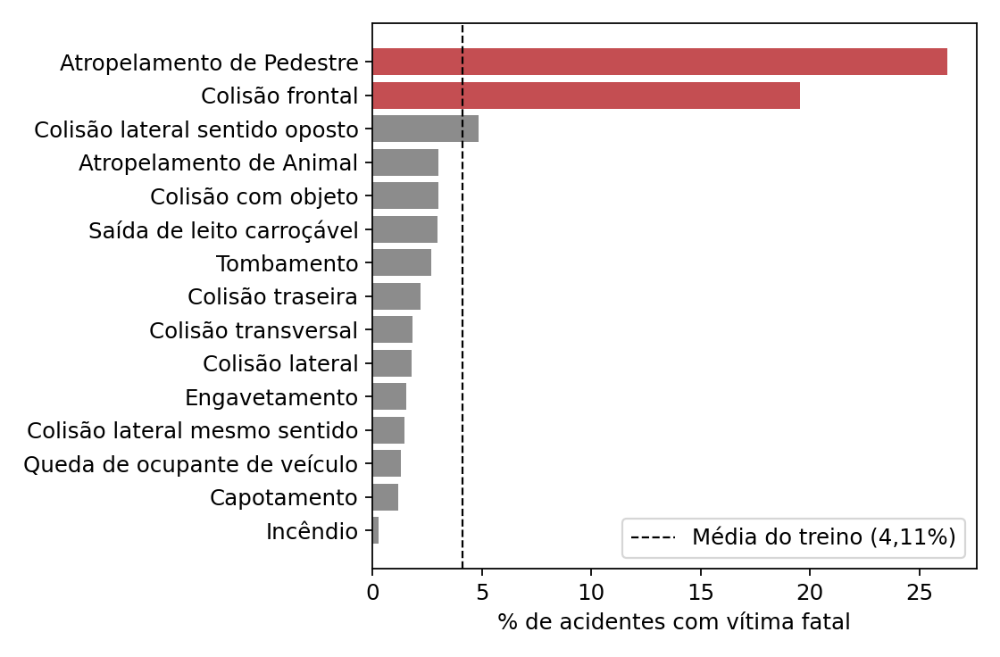 Atropelamento de Pedestre
Colisão frontal
Colisão lateral sentido oposto
Atropelamento de Animal
Colisão com objeto
Saída de leito carroçável
Tombamento
Colisão traseira
Colisão transversal
Colisão lateral
Engavetamento
Colisão lateral mesmo sentido
Queda de ocupante de veículo
Capotamento
Incêndio
Média do treino (4,11%)
0 5 10 15 20 25
% de acidentes com vítima fatal